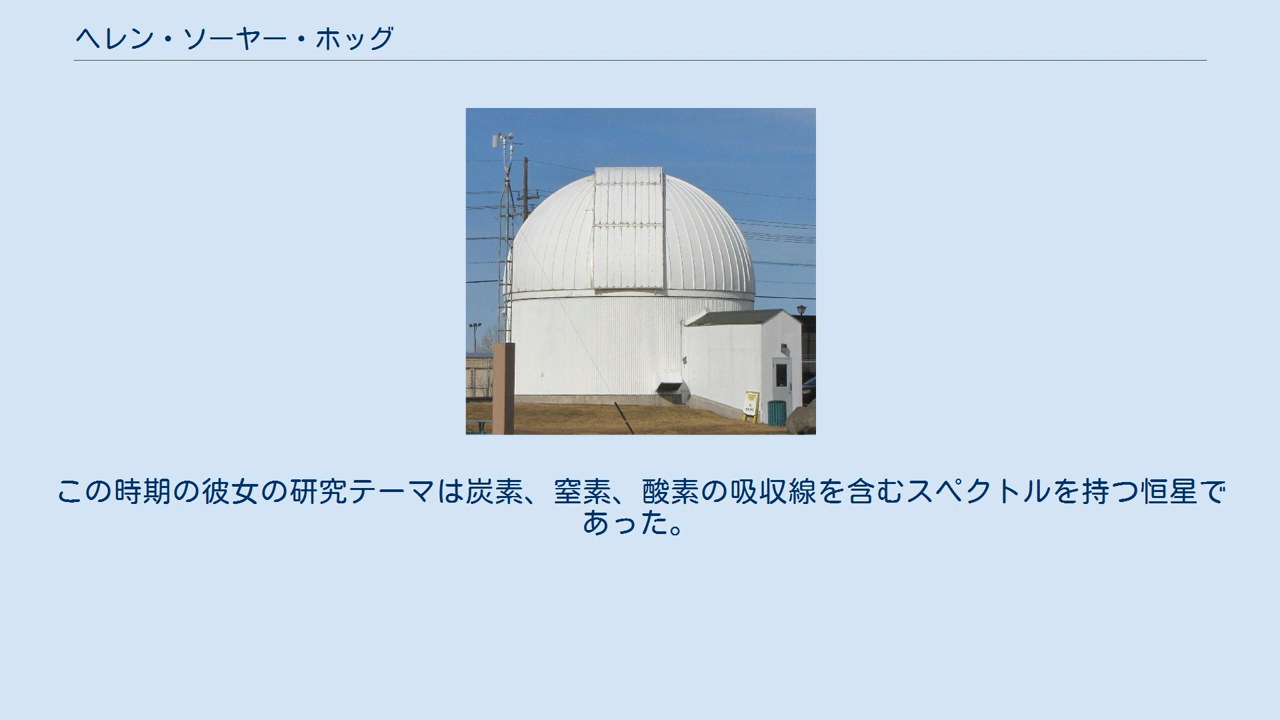 ヘレン・ソーヤー・ホッグ
この時期の彼女の研究テーマは炭素、窒素、酸素の吸収線を含むスペクトルを持つ恒星で
あった。